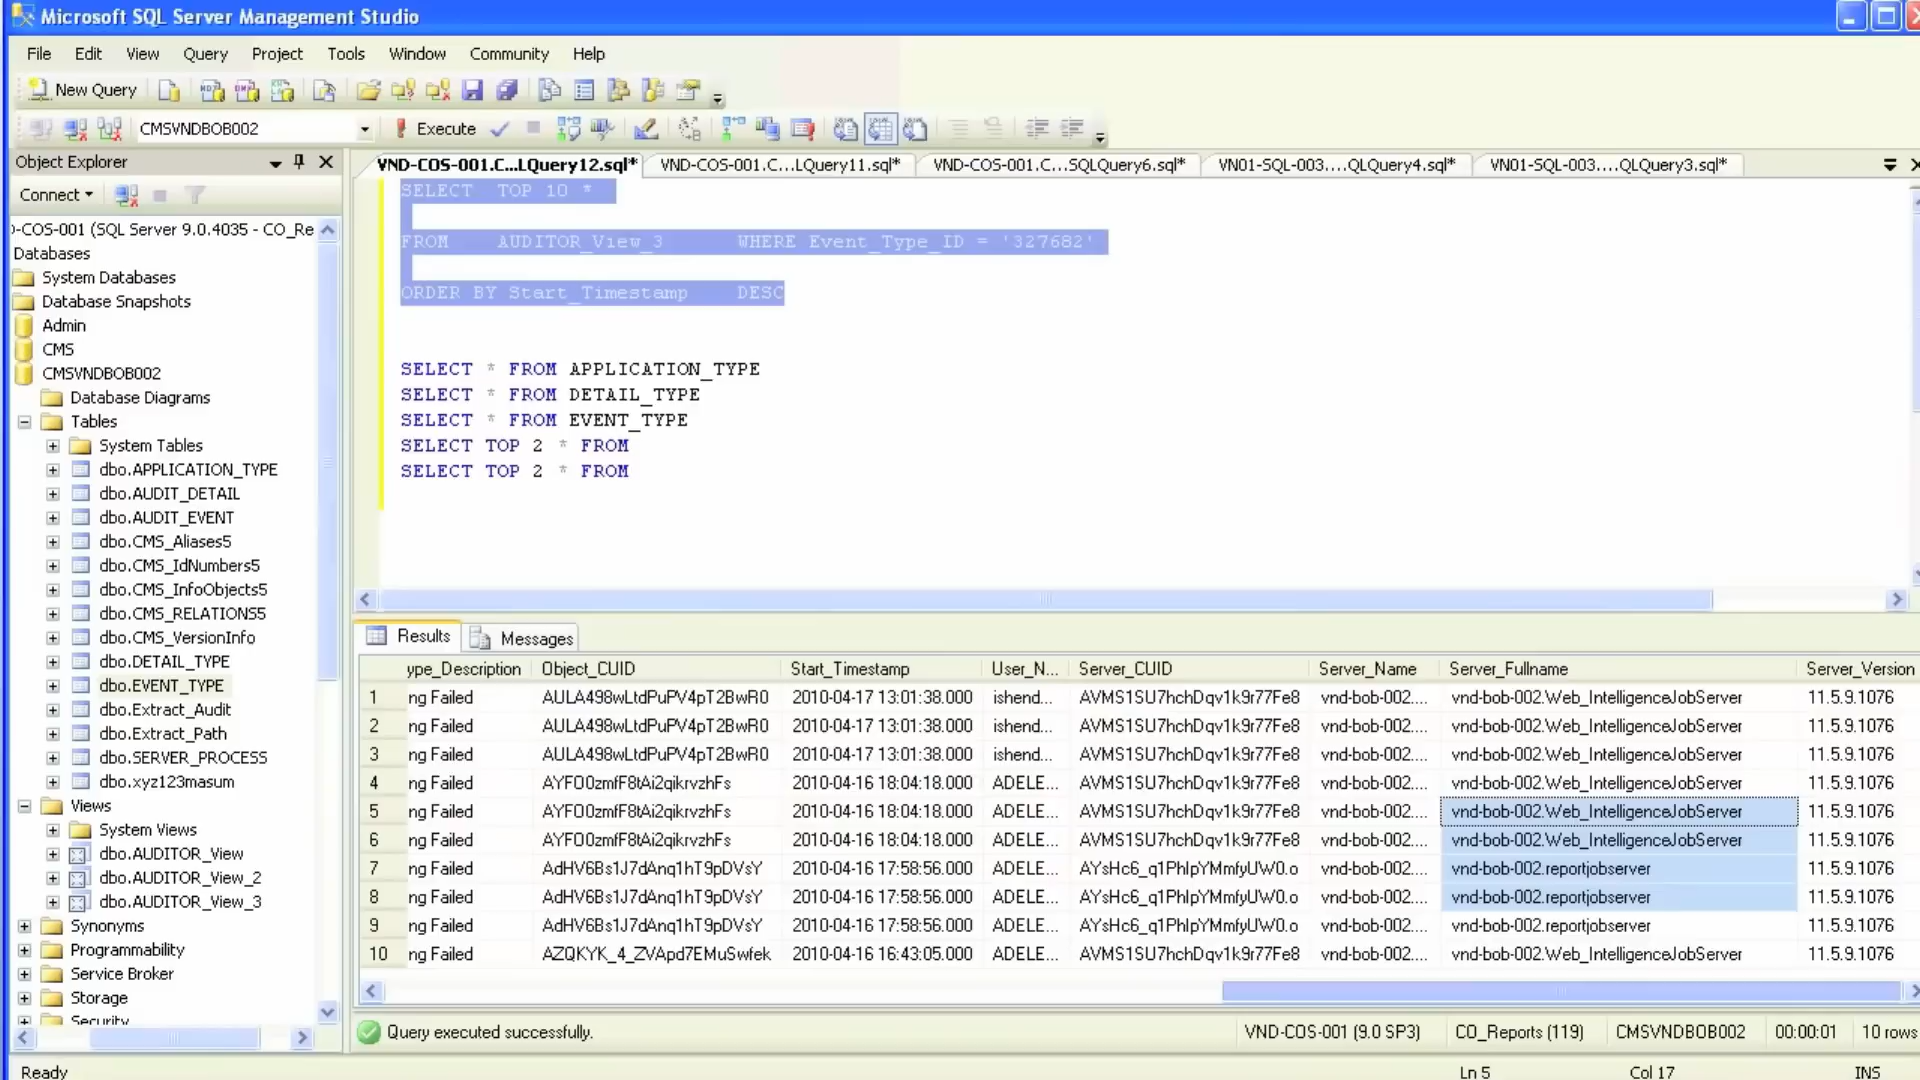 Microsoft SQL Server Management Studio
File Edit View Query Project Tools Window Community Help
New Query
CMSVNDBOB002 Execute
Object Explorer
Connect
-COS-001 (SQL Server 9.0.4035 - CO_Re
Databases
System Databases
Database Snapshots
Admin
CMS
CMSVNDBOB002
Database Diagrams
Tables
System Tables
dbo.APPLICATION_TYPE
dbo.AUDIT_DETAIL
dbo.AUDIT_EVENT
dbo.CMS_Aliases5
dbo.CMS_IdNumbers5
dbo.CMS_InfoObjects5
dbo.CMS_RELATIONS5
dbo.CMS_VersionInfo
dbo.DETAIL_TYPE
dbo.EVENT_TYPE
dbo.Extract_Audit
dbo.Extract_Path
dbo.SERVER_PROCESS
dbo.xyz123masum
Views
System Views
dbo.AUDITOR_View
dbo.AUDITOR_View_2
dbo.AUDITOR_View_3
Synonyms
Programmability
Service Broker
Storage
Security
VND-COS-001.C...LQuery12.sql* VND-COS-001.C...LQuery11.sql* VND-COS-001.C...SQLQuery6.sql* VN01-SQL-003....QLQuery4.sql* VN01-SQL-003....QLQuery3.sql*
SELECT TOP 10 *
FROM AUDITOR_View_3 WHERE Event_Type_ID = '327682'
ORDER BY Start_Timestamp DESC
SELECT * FROM APPLICATION_TYPE
SELECT * FROM DETAIL_TYPE
SELECT * FROM EVENT_TYPE
SELECT TOP 2 * FROM
SELECT TOP 2 * FROM
Results Messages
ype_Description Object_CUID Start_Timestamp User_N... Server_CUID Server_Name Server_Fullname Server_Version
1 ng Failed AULA498wLtdPuPV4pT2BwR0 2010-04-17 13:01:38.000 ishend... AVMS1SU7hchDqv1k9r77Fe8 vnd-bob-002.... vnd-bob-002.Web_IntelligenceJobServer 11.5.9.1076
2 ng Failed AULA498wLtdPuPV4pT2BwR0 2010-04-17 13:01:38.000 ishend... AVMS1SU7hchDqv1k9r77Fe8 vnd-bob-002.... vnd-bob-002.Web_IntelligenceJobServer 11.5.9.1076
3 ng Failed AULA498wLtdPuPV4pT2BwR0 2010-04-17 13:01:38.000 ishend... AVMS1SU7hchDqv1k9r77Fe8 vnd-bob-002.... vnd-bob-002.Web_IntelligenceJobServer 11.5.9.1076
4 ng Failed AYFO0zmfF8tAi2qikrvzhFs 2010-04-16 18:04:18.000 ADELE... AVMS1SU7hchDqv1k9r77Fe8 vnd-bob-002.... vnd-bob-002.Web_IntelligenceJobServer 11.5.9.1076
5 ng Failed AYFO0zmfF8tAi2qikrvzhFs 2010-04-16 18:04:18.000 ADELE... AVMS1SU7hchDqv1k9r77Fe8 vnd-bob-002.... vnd-bob-002.Web_IntelligenceJobServer 11.5.9.1076
6 ng Failed AYFO0zmfF8tAi2qikrvzhFs 2010-04-16 18:04:18.000 ADELE... AVMS1SU7hchDqv1k9r77Fe8 vnd-bob-002.... vnd-bob-002.Web_IntelligenceJobServer 11.5.9.1076
7 ng Failed AdHV6Bs1J7dAnq1hT9pDVsY 2010-04-16 17:58:56.000 ADELE... AYsHc6_q1PhIpYMmfyUW0.o vnd-bob-002.... vnd-bob-002.reportjobserver 11.5.9.1076
8 ng Failed AdHV6Bs1J7dAnq1hT9pDVsY 2010-04-16 17:58:56.000 ADELE... AYsHc6_q1PhIpYMmfyUW0.o vnd-bob-002.... vnd-bob-002.reportjobserver 11.5.9.1076
9 ng Failed AdHV6Bs1J7dAnq1hT9pDVsY 2010-04-16 17:58:56.000 ADELE... AYsHc6_q1PhIpYMmfyUW0.o vnd-bob-002.... vnd-bob-002.reportjobserver 11.5.9.1076
10 ng Failed AZQKYK_4_ZVApd7EMuSwfek 2010-04-16 16:43:05.000 ADELE... AVMS1SU7hchDqv1k9r77Fe8 vnd-bob-002.... vnd-bob-002.Web_IntelligenceJobServer 11.5.9.1076
Query executed successfully. VND-COS-001 (9.0 SP3) CO_Reports (119) CMSVNDBOB002 00:00:01 10 rows
Ready Ln 5 Col 17 INS